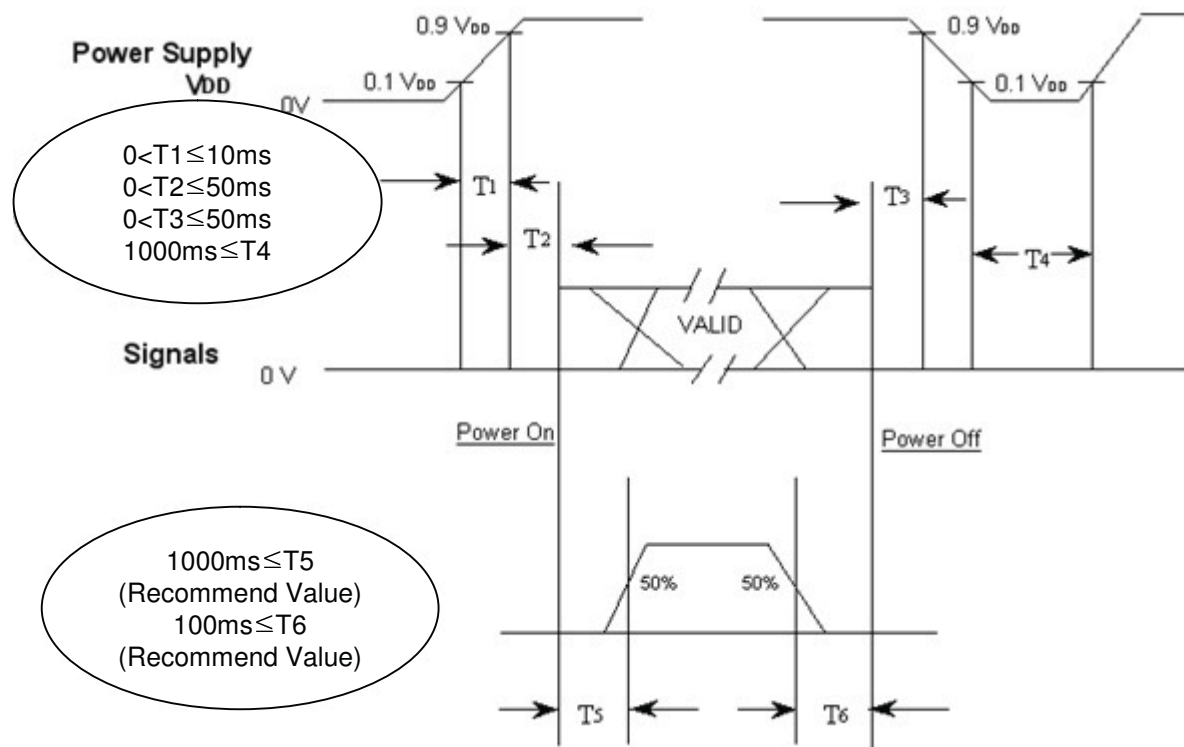 0.9 VDD
0.9 VDD
Power Supply
VDD
0.1 VDD
0.1 VDD
0V
0<T1≦10ms
0<T2≦50ms
0<T3≦50ms
1000ms≦T4
T1
T3
T2
T4
VALID
Signals
0 V
Power On
Power Off
1000ms≦T5
(Recommend Value)
100ms≦T6
(Recommend Value)
50%
50%
T5
T6